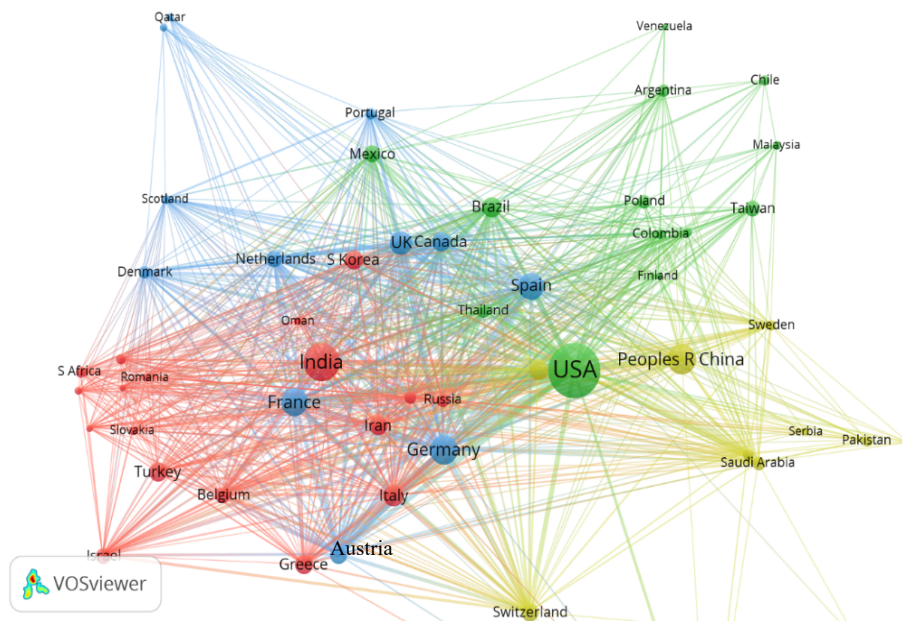 Qatar
Venezuela
Chile
Argentina
Portugal
Malaysia
Mexico
Scotland
Brazil
Poland
Taiwan
Colombia
UK
Canada
Netherlands
S Korea
Denmark
Finland
Spain
Thailand
Oman
Sweden
India
USA
Peoples R China
S Africa
Romania
France
Russia
Iran
Slovakia
Serbia
Pakistan
Germany
Saudi Arabia
Turkey
Belgium
Italy
Austria
Israel
Greece
VOSviewer
Switzerland